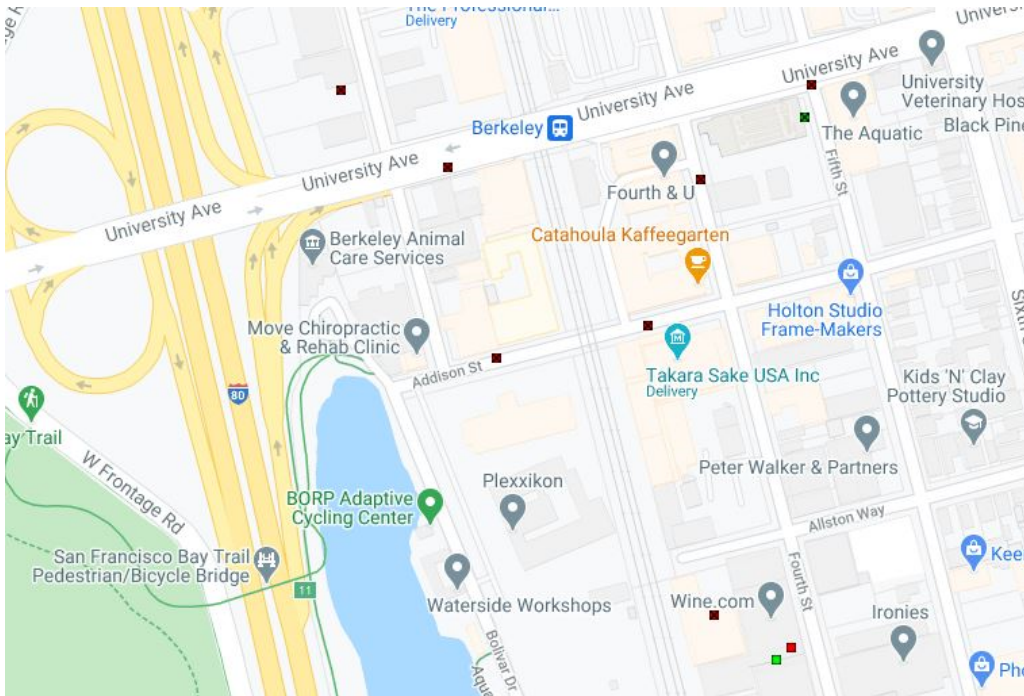 The Professional...
Delivery
University Ave
University Ave
University Ave
University Ave
University
Veterinary Hos
Black Pine
The Aquatic
Berkeley
Fifth St
Fourth & U
Catahoula Kaffeegarten
Berkeley Animal
Care Services
Holton Studio
Frame-Makers
Sixth
Move Chiropractic
& Rehab Clinic
Addison St
Takara Sake USA Inc
Delivery
Kids 'N' Clay
Pottery Studio
80
ay Trail
W Frontage Rd
Peter Walker & Partners
Plexxikon
BORP Adaptive
Cycling Center
Allston Way
San Francisco Bay Trail
Pedestrian/Bicycle Bridge
11
Kee
Fourth St
Waterside Workshops
Wine.com
Ironies
Bolivar Dr
Aqu
Phe